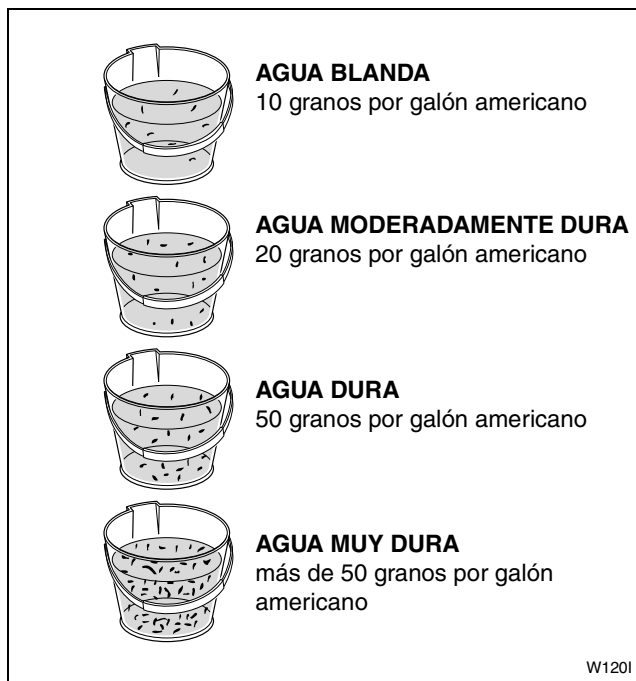 AGUA BLANDA
10 granos por galón americano
AGUA MODERADAMENTE DURA
20 granos por galón americano
AGUA DURA
50 granos por galón americano
AGUA MUY DURA
más de 50 granos por galón
americano
W120I